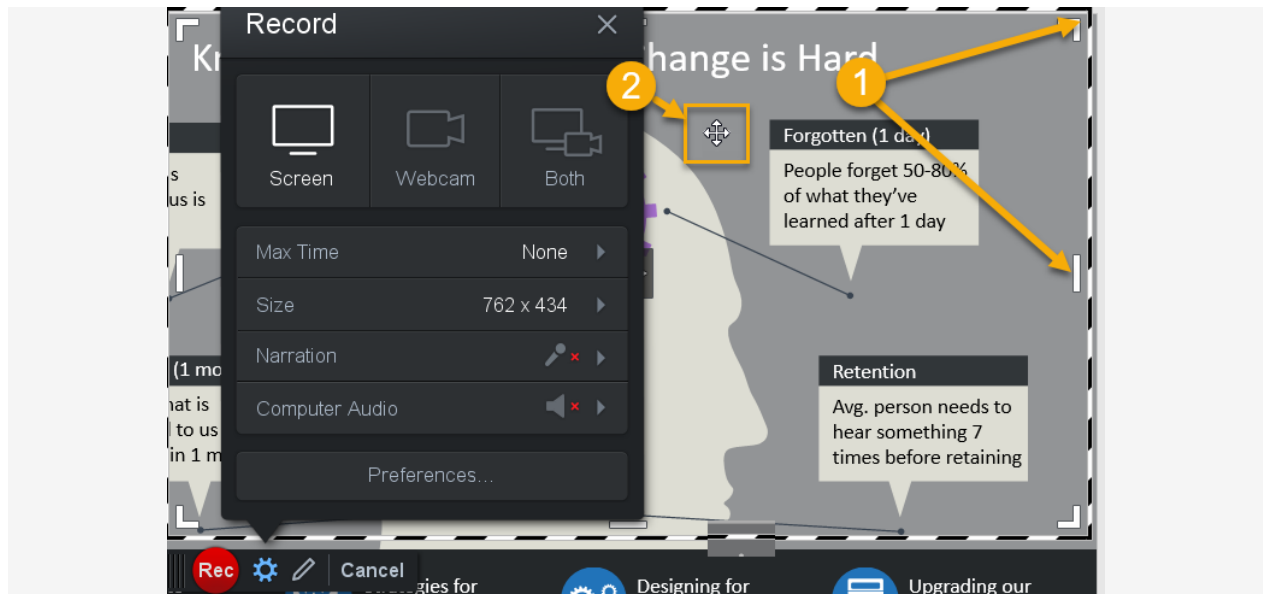 Record
Kr
hange is Hard
2
1
Screen
Webcam
Both
s
us is
Forgotten (1 day)
People forget 50-80%
of what they've
learned after 1 day
Max Time
None
Size
762 x 434
Narration
Computer Audio
(1 mo
hat is
to us
in 1 m
Retention
Avg. person needs to
hear something 7
times before retaining
Preferences...
Rec
Cancel
gies for
Designing for
Upgrading our